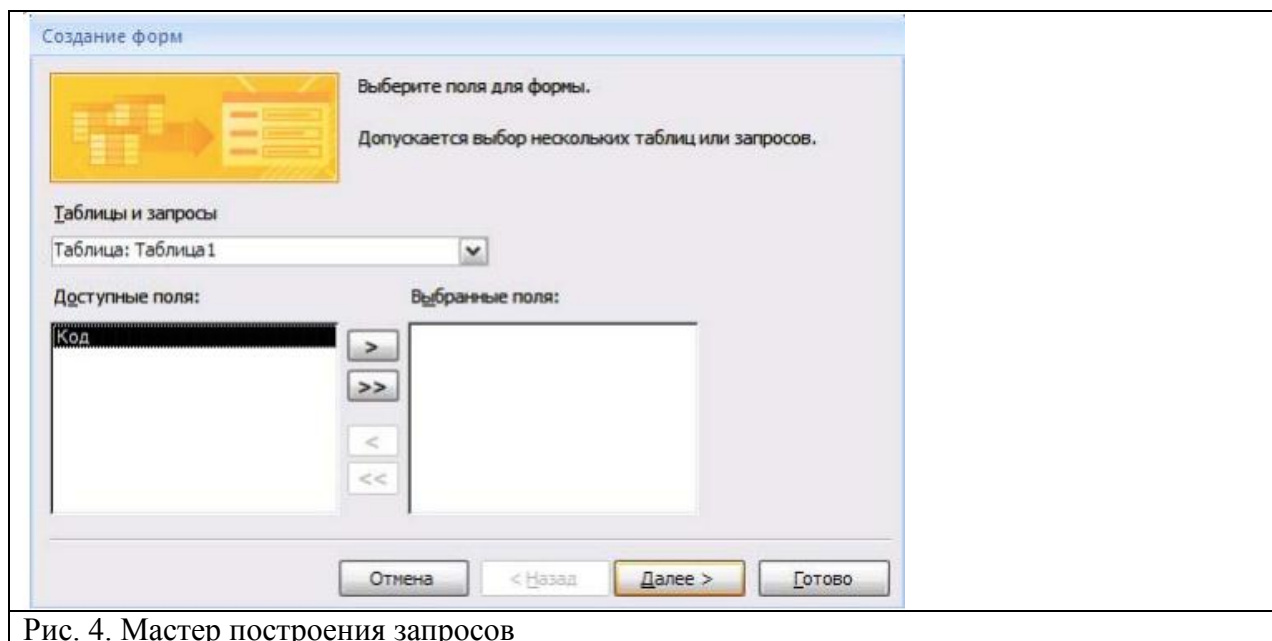 Создание форм
Выберите поля для формы.
Допускается выбор нескольких таблиц или запросов.
Таблицы и запросы
Таблица: Таблица1
Доступные поля:
Выбранные поля:
Код
>
>>
<
<<
Отмена
< Назад
Далее >
Готово
Рис. 4. Мастер построения запросов